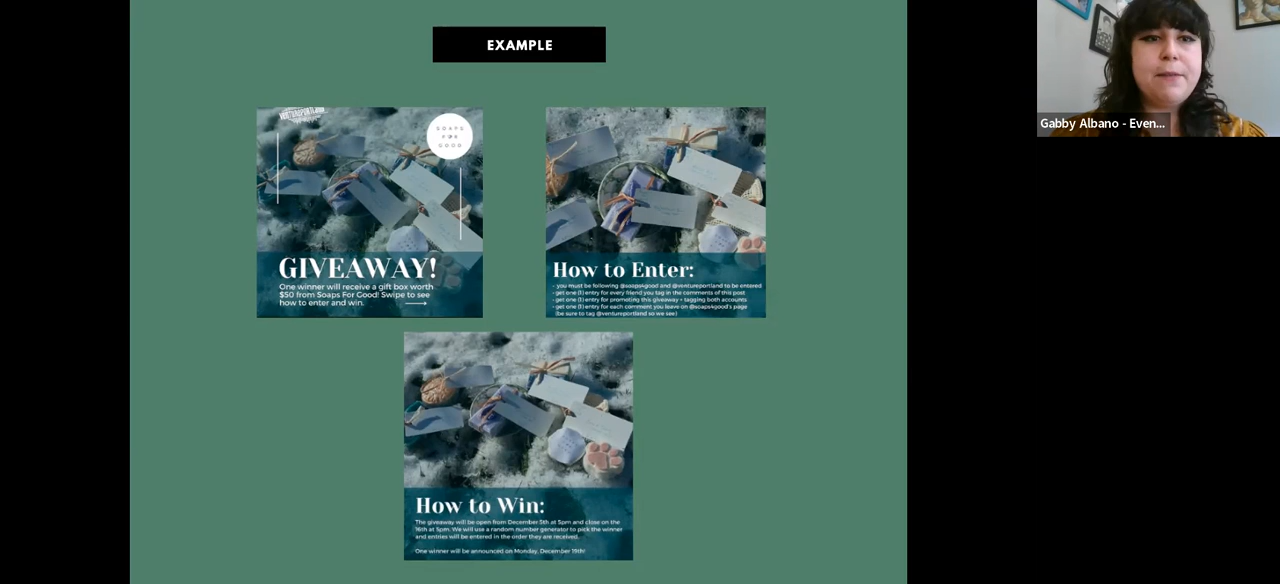 EXAMPLE
VENTUREPORTLAND
SOAPS
FOR
GOOD
GIVEAWAY!
One winner will receive a gift box worth
$50 from Soaps For Good! Swipe to see
how to enter and win.
How to Enter:
- you must be following @soaps4good and @ventureportland to be entered
- get one (1) entry for every friend you tag in the comments of this post
- get one (1) entry for promoting this giveaway + tagging both accounts
- get one (1) entry for each comment you leave on @soaps4good's page
(be sure to tag @ventureportland so we see)
How to Win:
The giveaway will be open from December 5th at 5pm and close on the
16th at 5pm. We will use a random number generator to pick the winner
and entries will be entered in the order they are received.
One winner will be announced on Monday, December 19th!
Gabby Albano - Even...